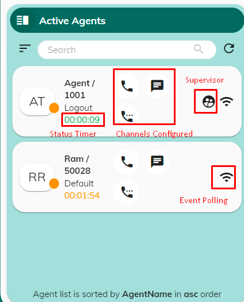 Active Agents
Search
Supervisor
AT
Agent /
1001
Logout
00:00:09
Status Timer
Channels Configured
RR
Ram /
50028
Default
00:01:54
Event Polling
Agent list is sorted by AgentName in asc order